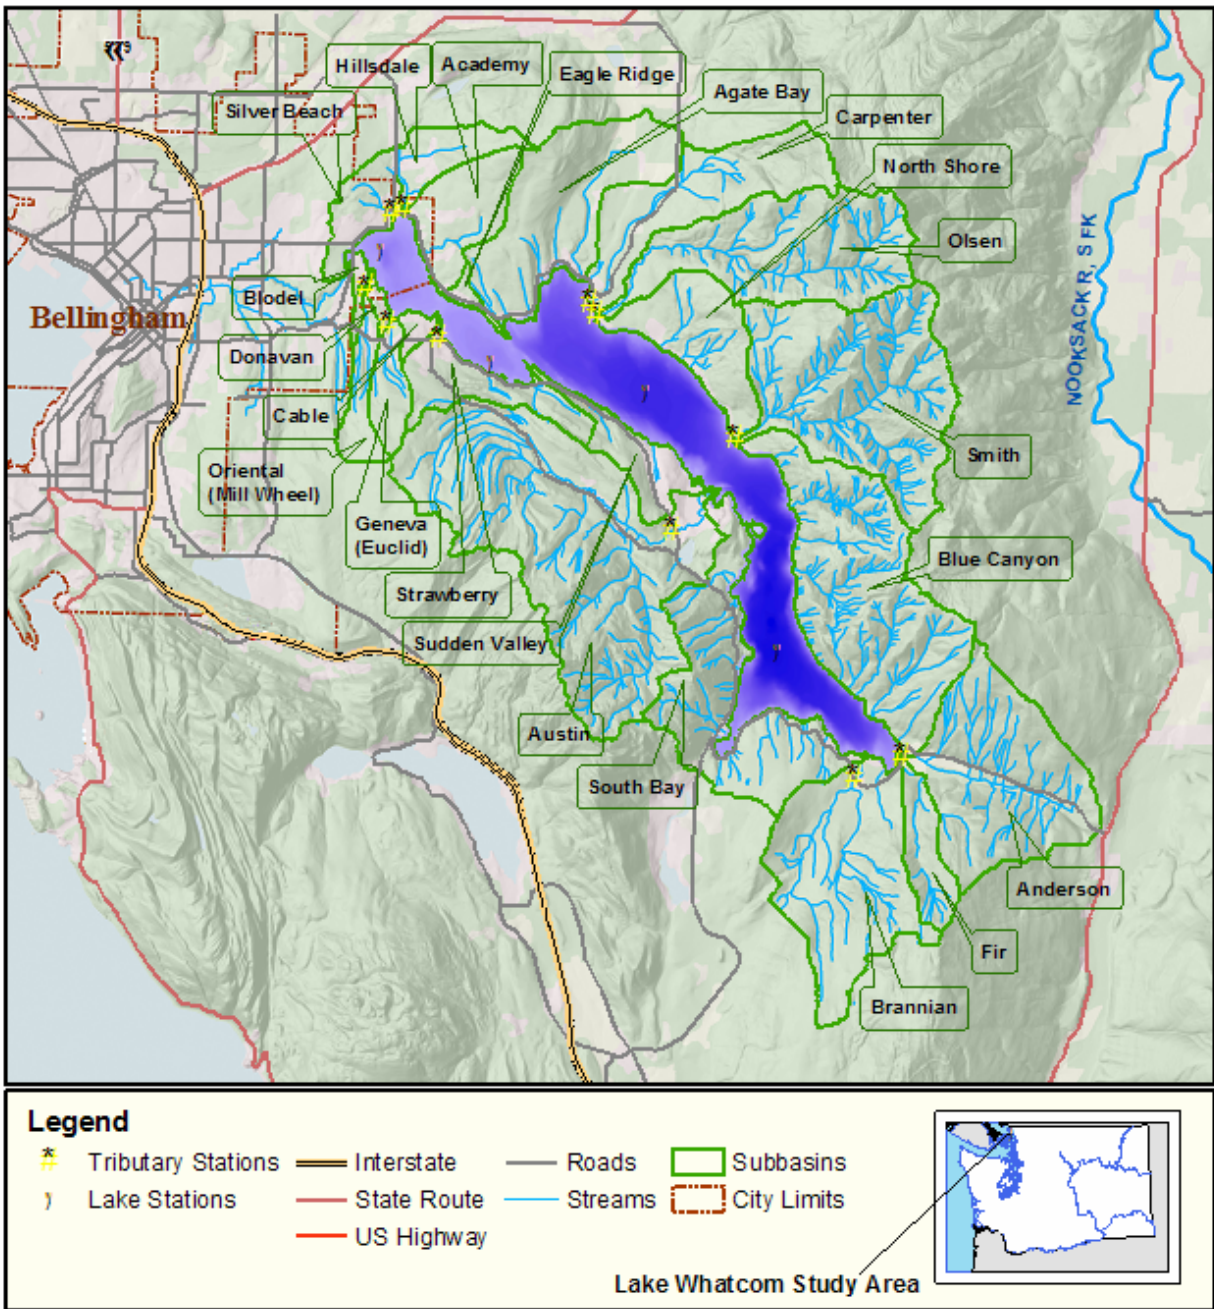 Hillsdale
Academy
Eagle Ridge
Agate Bay
Silver Beach
Carpenter
North Shore
Olsen
NOOKSACK R, S FK
Blodel
Bellingham
Donavan
Cable
Oriental
(Mill Wheel)
Smith
Geneva
(Euclid)
Blue Canyon
Strawberry
Sudden Valley
Austin
South Bay
Anderson
Fir
Brannian
Legend
Tributary Stations
Interstate
Roads
Subbasins
Lake Stations
State Route
Streams
City Limits
US Highway
Lake Whatcom Study Area